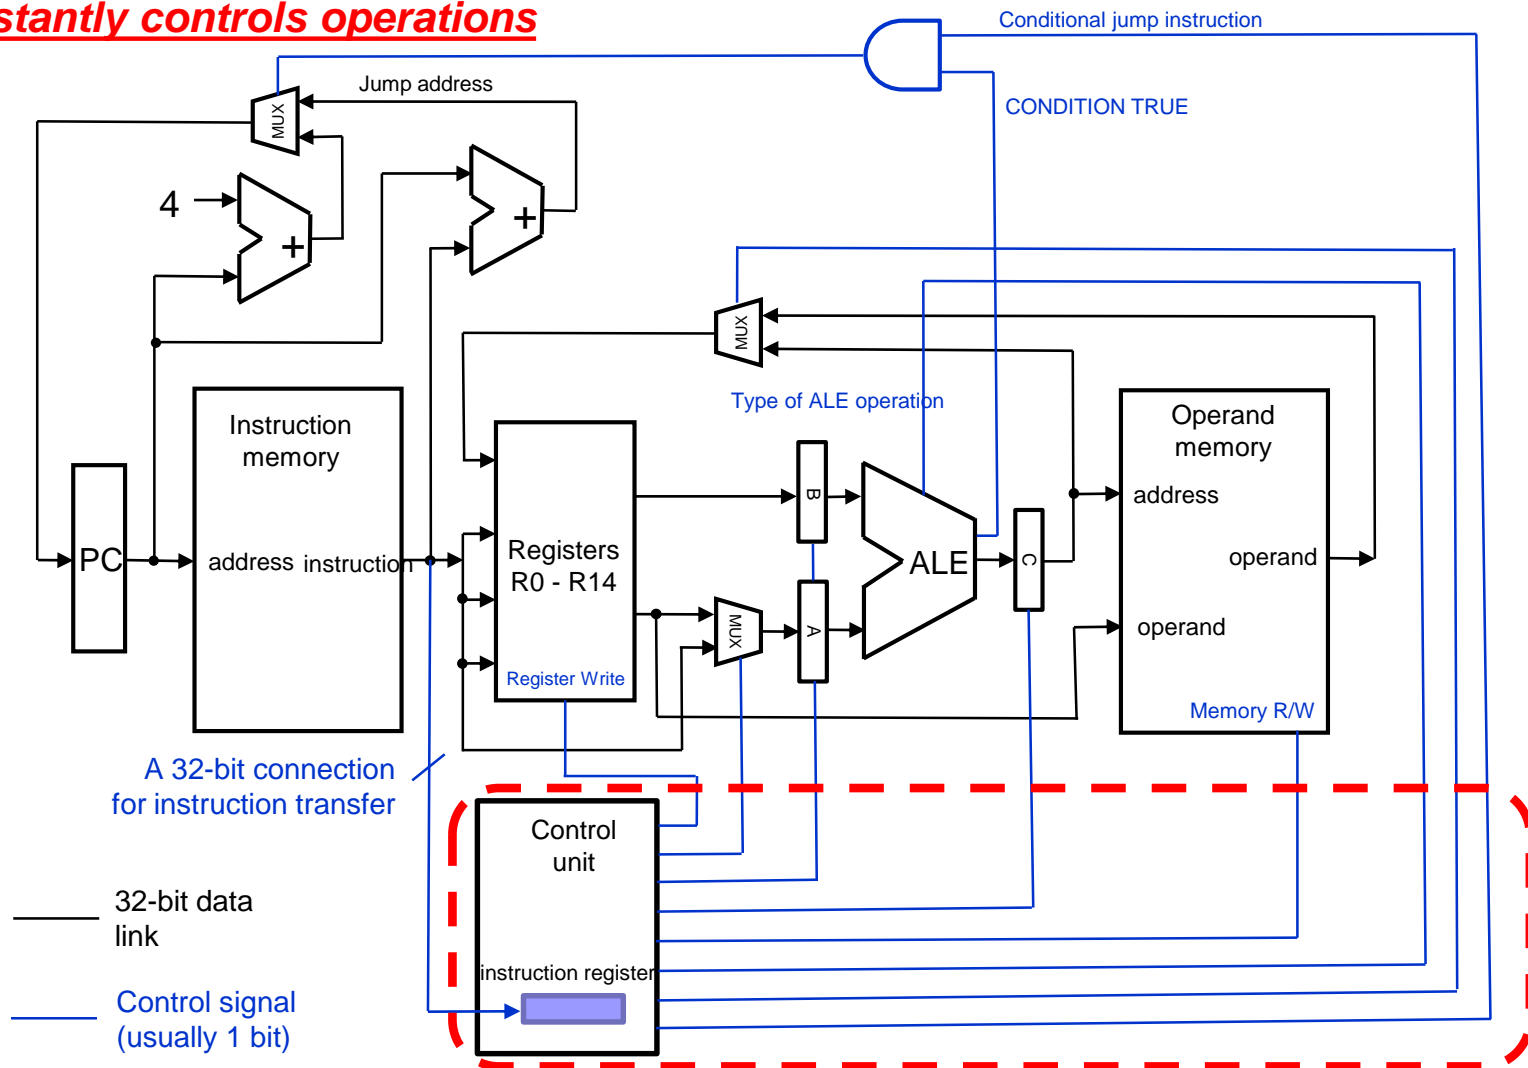 stantly controls operations
Conditional jump instruction
Jump address
MUX
CONDITION TRUE
4
+
+
MUX
Type of ALE operation
Instruction
memory
Operand
memory
B
address
PC
address
instruction
Registers
R0 - R14
ALE
C
operand
MUX
A
operand
Register Write
Memory R/W
A 32-bit connection
for instruction transfer
Control
unit
32-bit data
link
instruction register
Control signal
(usually 1 bit)